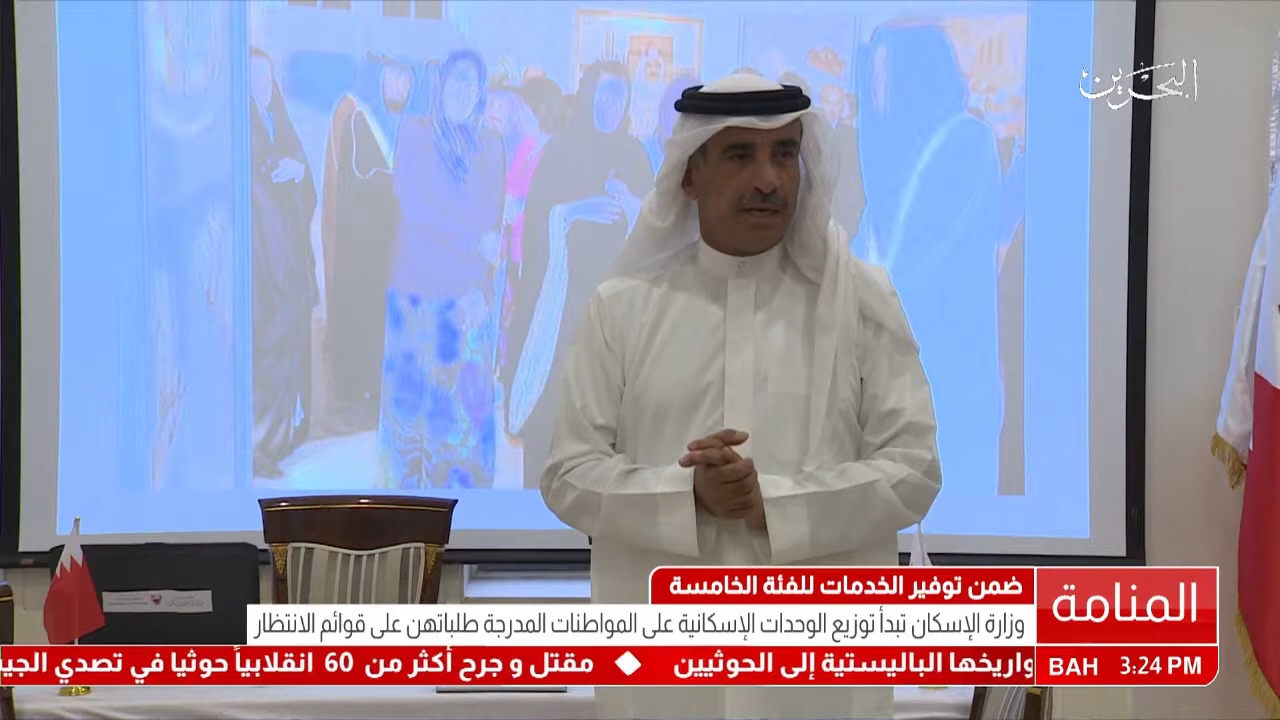 البحرين
ضمن توفير الخدمات للفئة الخامسة
المنامة
وزارة الإسكان تبدأ توزيع الوحدات الإسكانية على المواطنات المدرجة طلباتهن على قوائم الانتظار
واريخها الباليستية إلى الحوثيين ◆ مقتل و جرح أكثر من 60 انقلابياً حوثيا في تصدي الجي
BAH 3:24 PM